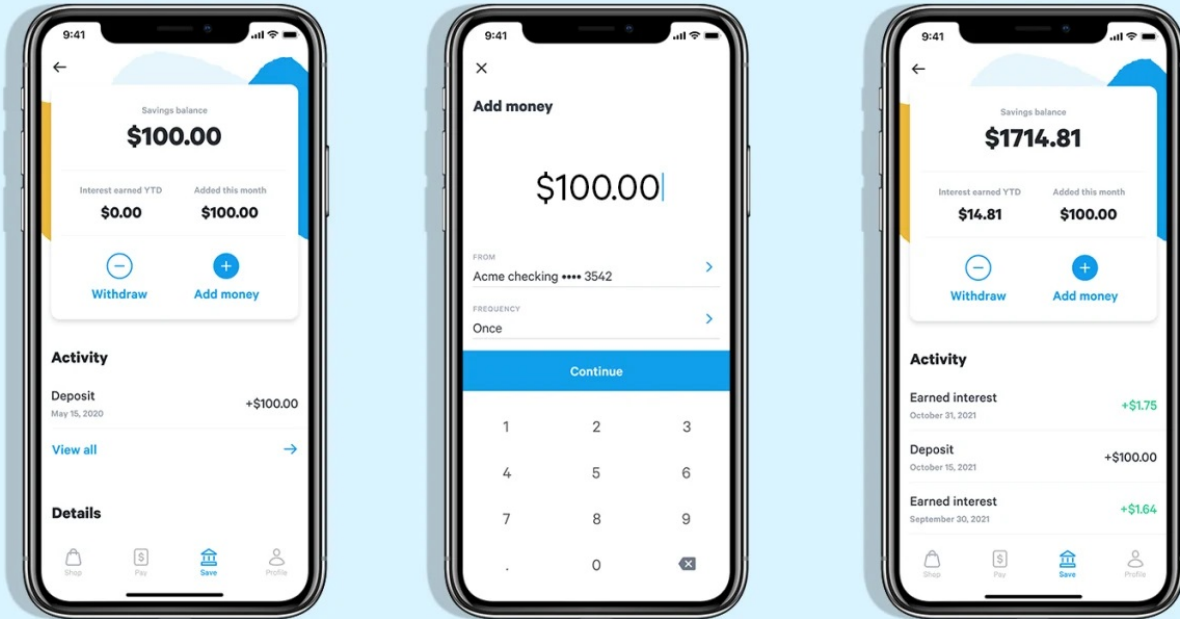 9:41
Savings balance
$100.00
Interest earned YTD Added this month
$0.00 $100.00
Withdraw Add money
Activity
Deposit +$100.00
May 15, 2020
View all
Details
Shop Pay Save Profile
9:41
Add money
$100.00
FROM
Acme checking •••• 3542
FREQUENCY
Once
Continue
1 2 3
4 5 6
7 8 9
. 0
9:41
Savings balance
$1714.81
Interest earned YTD Added this month
$14.81 $100.00
Withdraw Add money
Activity
Earned interest +$1.75
October 31, 2021
Deposit +$100.00
October 15, 2021
Earned interest +$1.64
September 30, 2021
Shop Pay Save Profile